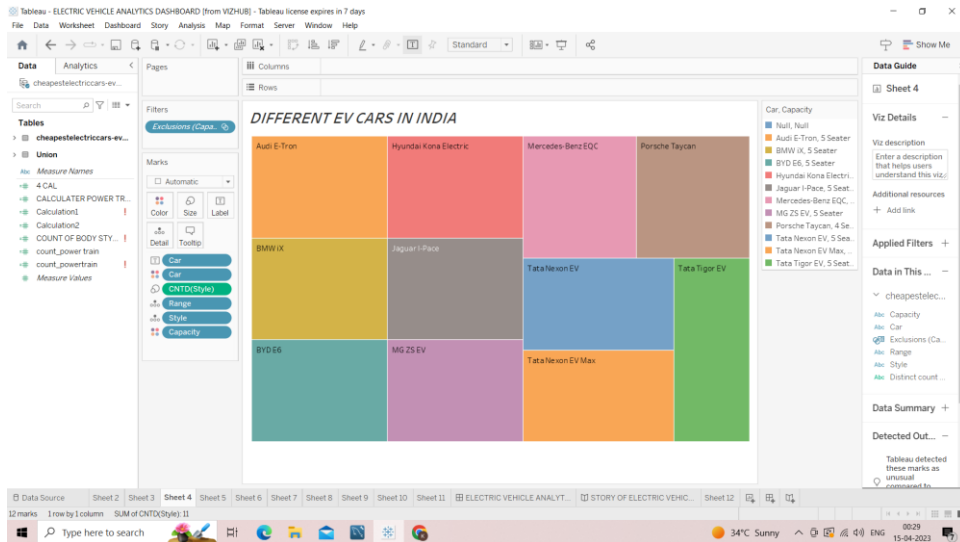 Tableau - ELECTRIC VEHICLE ANALYTICS DASHBOARD [from VIZHUB] - Tableau license expires in 7 days
File Data Worksheet Dashboard Story Analysis Map Format Server Window Help
Standard
Show Me
Data Analytics
cheapestelectriccars-ev...
Search
Tables
cheapestelectriccars-ev...
Union
Abc Measure Names
4 CAL
CALCULATER POWER TR...
Calculation1 !
Calculation2
COUNT OF BODY STY... !
count_power train
count_powertrain !
Measure Values
Pages
Filters
Exclusions (Capa..
Marks
Automatic
Color Size Label
Detail Tooltip
Car
Car
CNTD(Style)
Range
Style
Capacity
Columns
Rows
DIFFERENT EV CARS IN INDIA
Audi E-Tron
Hyundai Kona Electric
Mercedes-Benz EQC
Porsche Taycan
BMW iX
Jaguar I-Pace
Tata Nexon EV
Tata Tigor EV
BYD E6
MG ZS EV
Tata Nexon EV Max
Car, Capacity
Null, Null
Audi E-Tron, 5 Seater
BMW iX, 5 Seater
BYD E6, 5 Seater
Hyundai Kona Electri...
Jaguar I-Pace, 5 Seat..
Mercedes-Benz EQC, ..
MG ZS EV, 5 Seater
Porsche Taycan, 4 Se..
Tata Nexon EV, 5 Sea..
Tata Nexon EV Max, ..
Tata Tigor EV, 5 Seat..
Data Guide
Sheet 4
Viz Details
Viz description
Enter a description
that helps users
understand this viz,
Additional resources
+ Add link
Applied Filters +
Data in This ...
cheapestelec...
Abc Capacity
Abc Car
Exclusions (Ca...
Abc Range
Abc Style
Abc Distinct count ...
Data Summary +
Detected Out...
Tableau detected
these marks as
unusual
compared to
Data Source Sheet 2 Sheet 3 Sheet 4 Sheet 5 Sheet 6 Sheet 7 Sheet 8 Sheet 9 Sheet 10 Sheet 11 ELECTRIC VEHICLE ANALYT... STORY OF ELECTRIC VEHIC... Sheet 12
12 marks 1 row by 1 column SUM of CNTD(Style): 11
Type here to search
34°C Sunny
ENG
00:29
15-04-2023